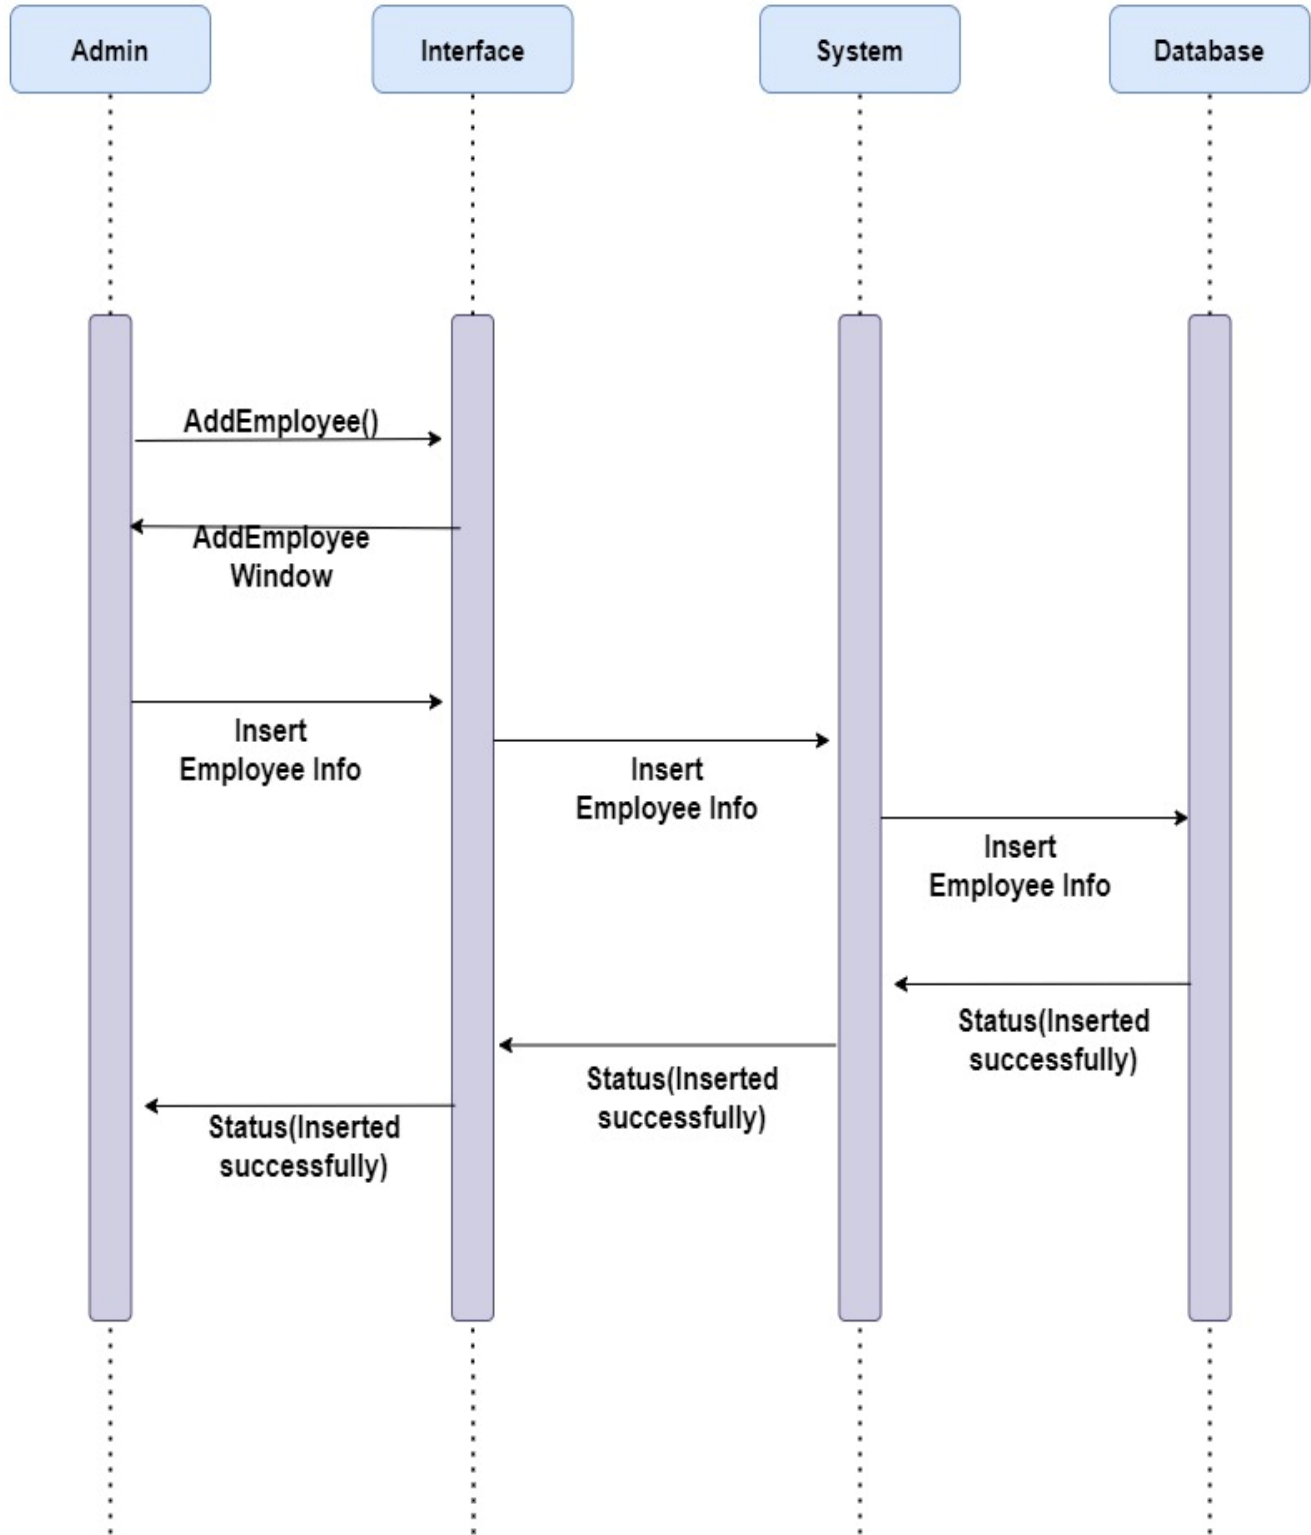 Admin
Interface
System
Database
AddEmployee()
AddEmployee
Window
Insert
Employee Info
Insert
Employee Info
Insert
Employee Info
Status(Inserted
successfully)
Status(Inserted
successfully)
Status(Inserted
successfully)